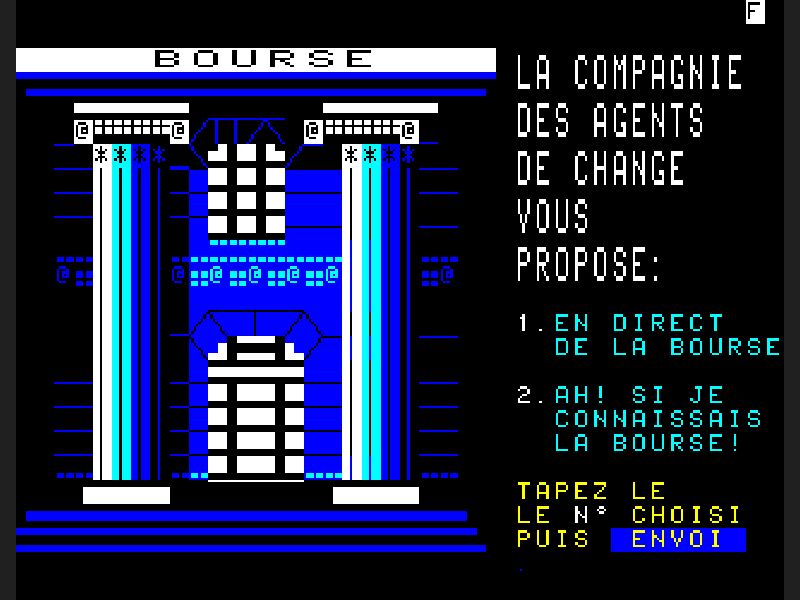 F
BOURSE
LA COMPAGNIE
DES AGENTS
DE CHANGE
VOUS
PROPOSE:
1. EN DIRECT
DE LA BOURSE
2. AH! SI JE
CONNAISSAIS
LA BOURSE!
TAPEZ LE
LE N° CHOISI
PUIS ENVOI
.